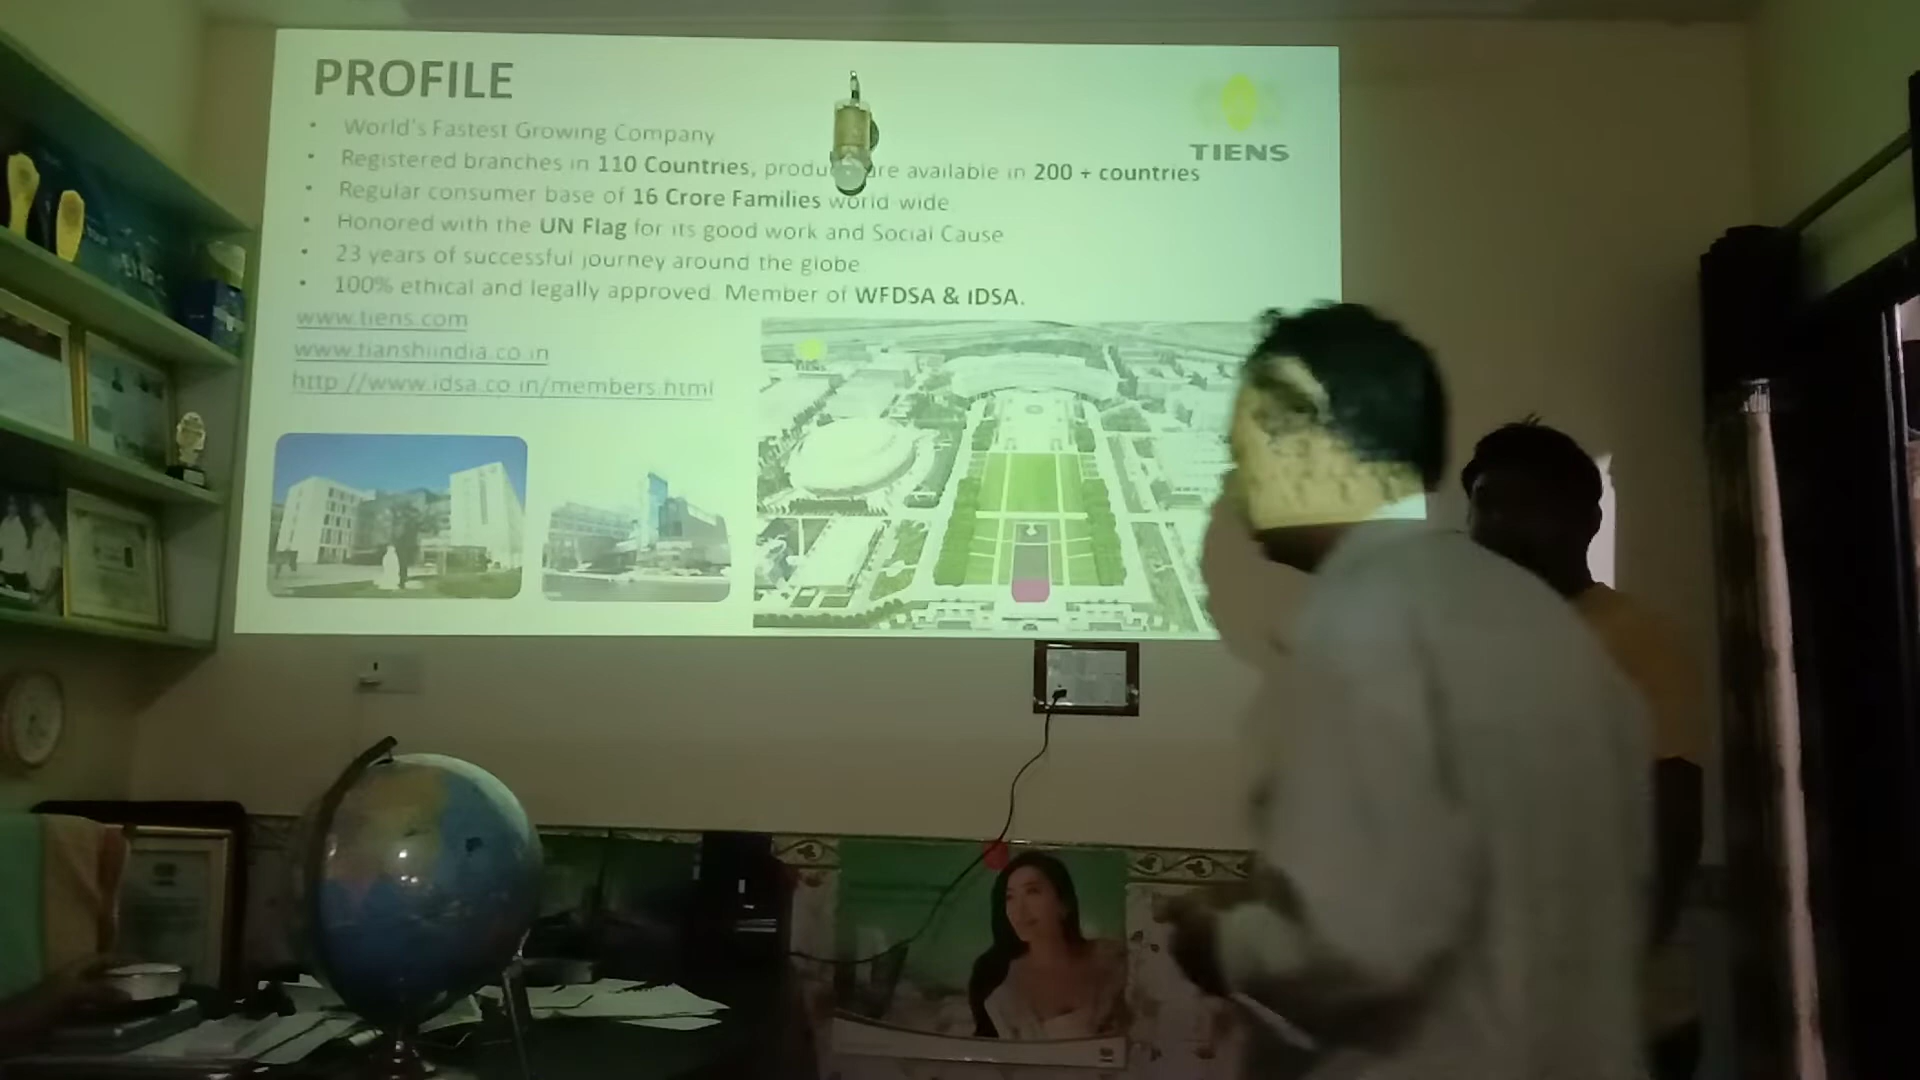 PROFILE
TIENS
• World's Fastest Growing Company
• Registered branches in 110 Countries, are available in 200 + countries
• Regular consumer base of 16 Crore Families world wide
• Honored with the UN Flag for its good work and Social Cause
• 23 years of successful journey around the globe
• 100% ethical and legally approved. Member of WFDSA & IDSA.
www.tiens.com
www.tianshiindia.co.in
http://www.idsa.co.in/members.html